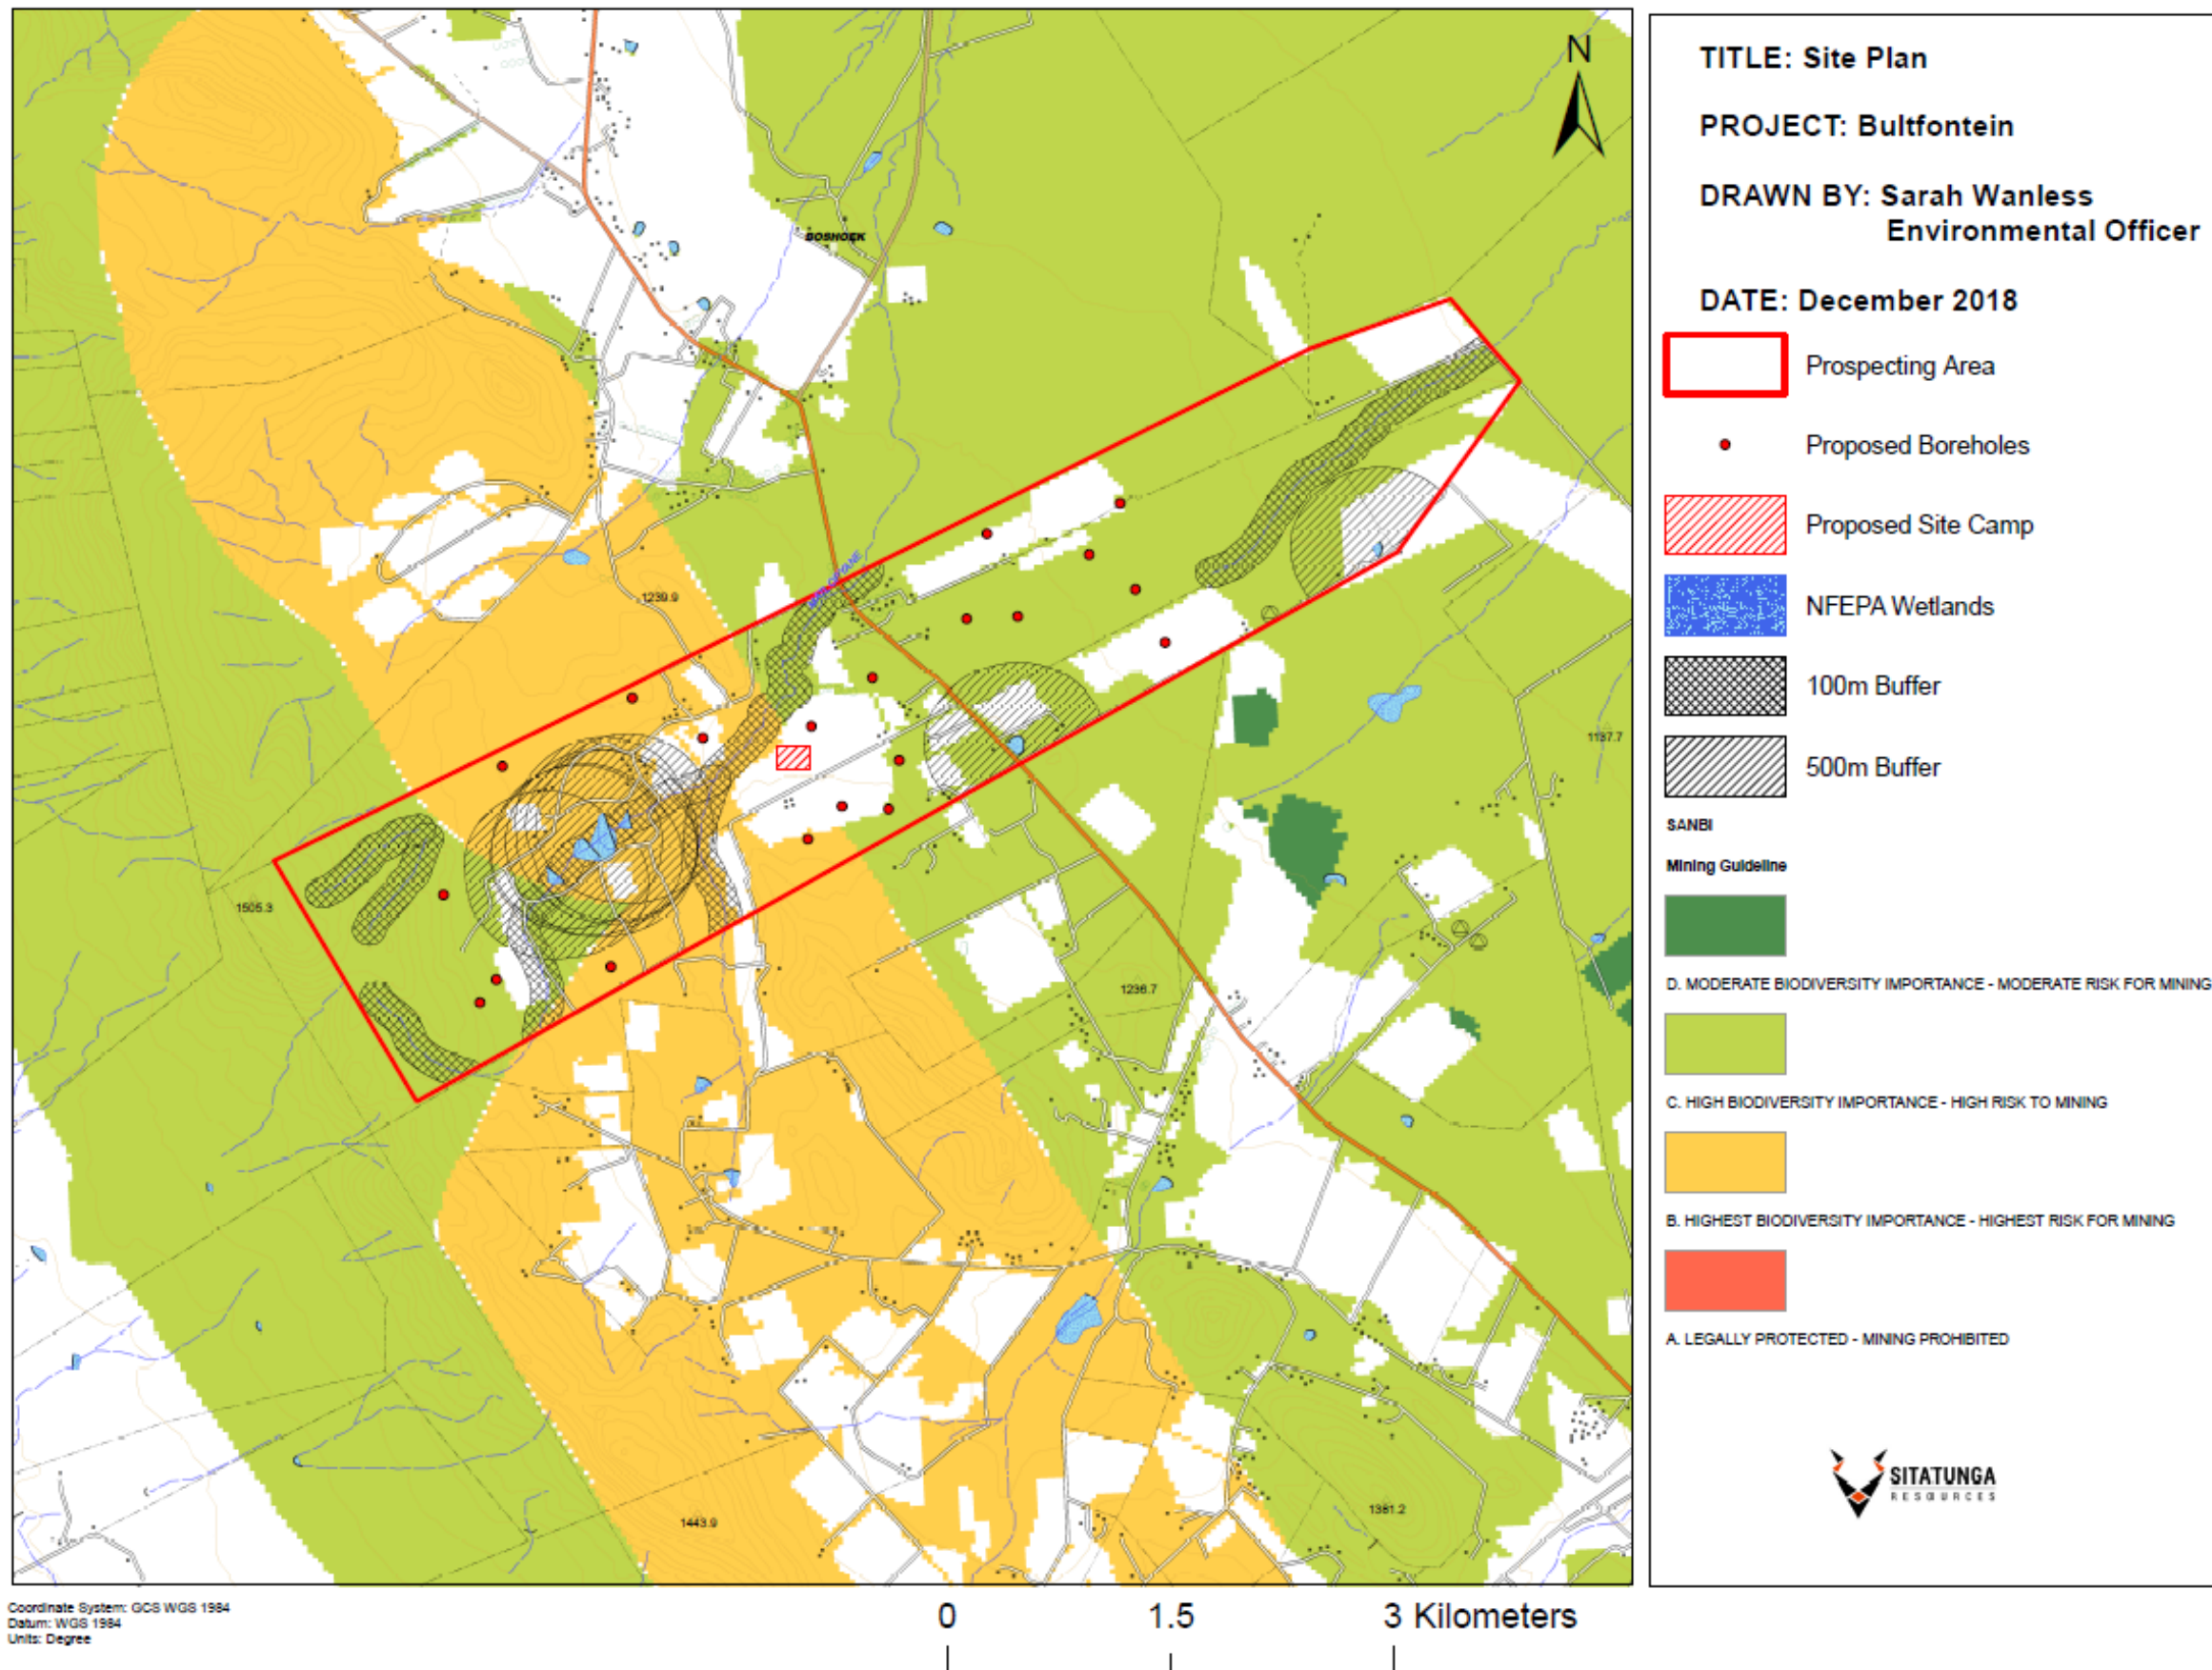 N
BOSHOEK
1239.9
1137.7
1505.3
1236.7
1443.9
1381.2
TITLE: Site Plan
PROJECT: Bultfontein
DRAWN BY: Sarah Wanless
Environmental Officer
DATE: December 2018
Prospecting Area
Proposed Boreholes
Proposed Site Camp
NFEPA Wetlands
100m Buffer
500m Buffer
SANBI
Mining Guideline
D. MODERATE BIODIVERSITY IMPORTANCE - MODERATE RISK FOR MINING
C. HIGH BIODIVERSITY IMPORTANCE - HIGH RISK TO MINING
B. HIGHEST BIODIVERSITY IMPORTANCE - HIGHEST RISK FOR MINING
A. LEGALLY PROTECTED - MINING PROHIBITED
SITATUNGA
RESOURCES
Coordinate System: GCS WGS 1984
Datum: WGS 1984
Units: Degree
0 1.5 3 Kilometers